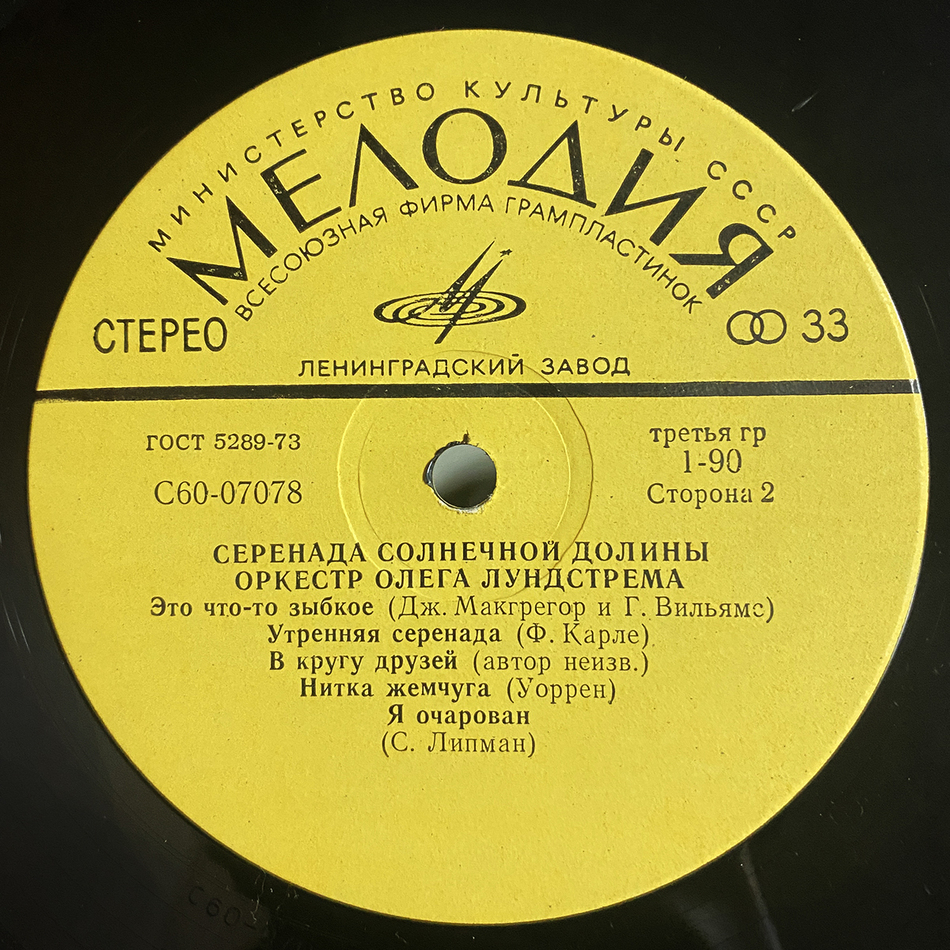 МИНИСТЕРСТВО КУЛЬТУРЫ СССР
МЕЛОДИЯ
ВСЕСОЮЗНАЯ ФИРМА ГРАМПЛАСТИНОК
СТЕРЕО
33
ЛЕНИНГРАДСКИЙ ЗАВОД
ГОСТ 5289-73
третья гр
1-90
С60-07078
Сторона 2
СЕРЕНАДА СОЛНЕЧНОЙ ДОЛИНЫ
ОРКЕСТР ОЛЕГА ЛУНДСТРЕМА
Это что-то зыбкое (Дж. Макгрегор и Г. Вильямс)
Утренняя серенада (Ф. Карле)
В кругу друзей (автор неизв.)
Нитка жемчуга (Уоррен)
Я очарован
(С. Липман)